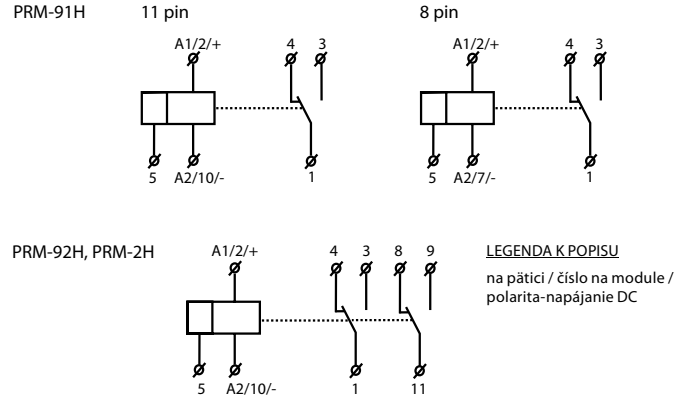 PRM-91H 11 pin 8 pin
A1/2/+ 4 3 A1/2/+ 4 3
5 A2/10/- 1 5 A2/7/- 1
PRM-92H, PRM-2H A1/2/+ 4 3 8 9 LEGENDA K POPISU
na pätici / číslo na module /
polarita-napájanie DC
5 A2/10/- 1 11